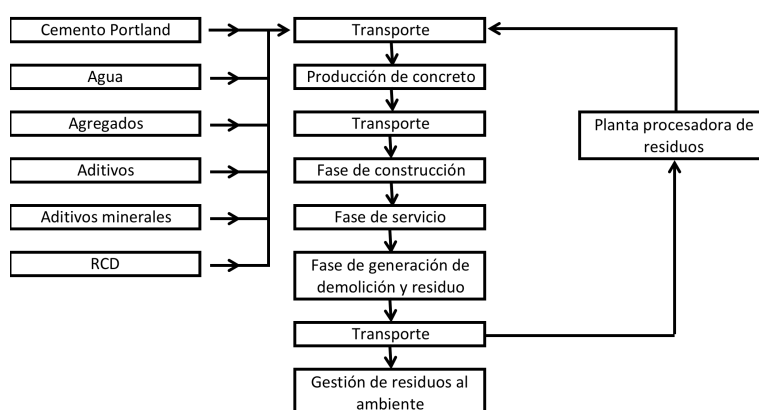 Cemento Portland
Agua
Agregados
Aditivos
Aditivos minerales
RCD
Transporte
Producción de concreto
Transporte
Fase de construcción
Fase de servicio
Fase de generación de
demolición y residuo
Transporte
Gestión de residuos al
ambiente
Planta procesadora de
residuos